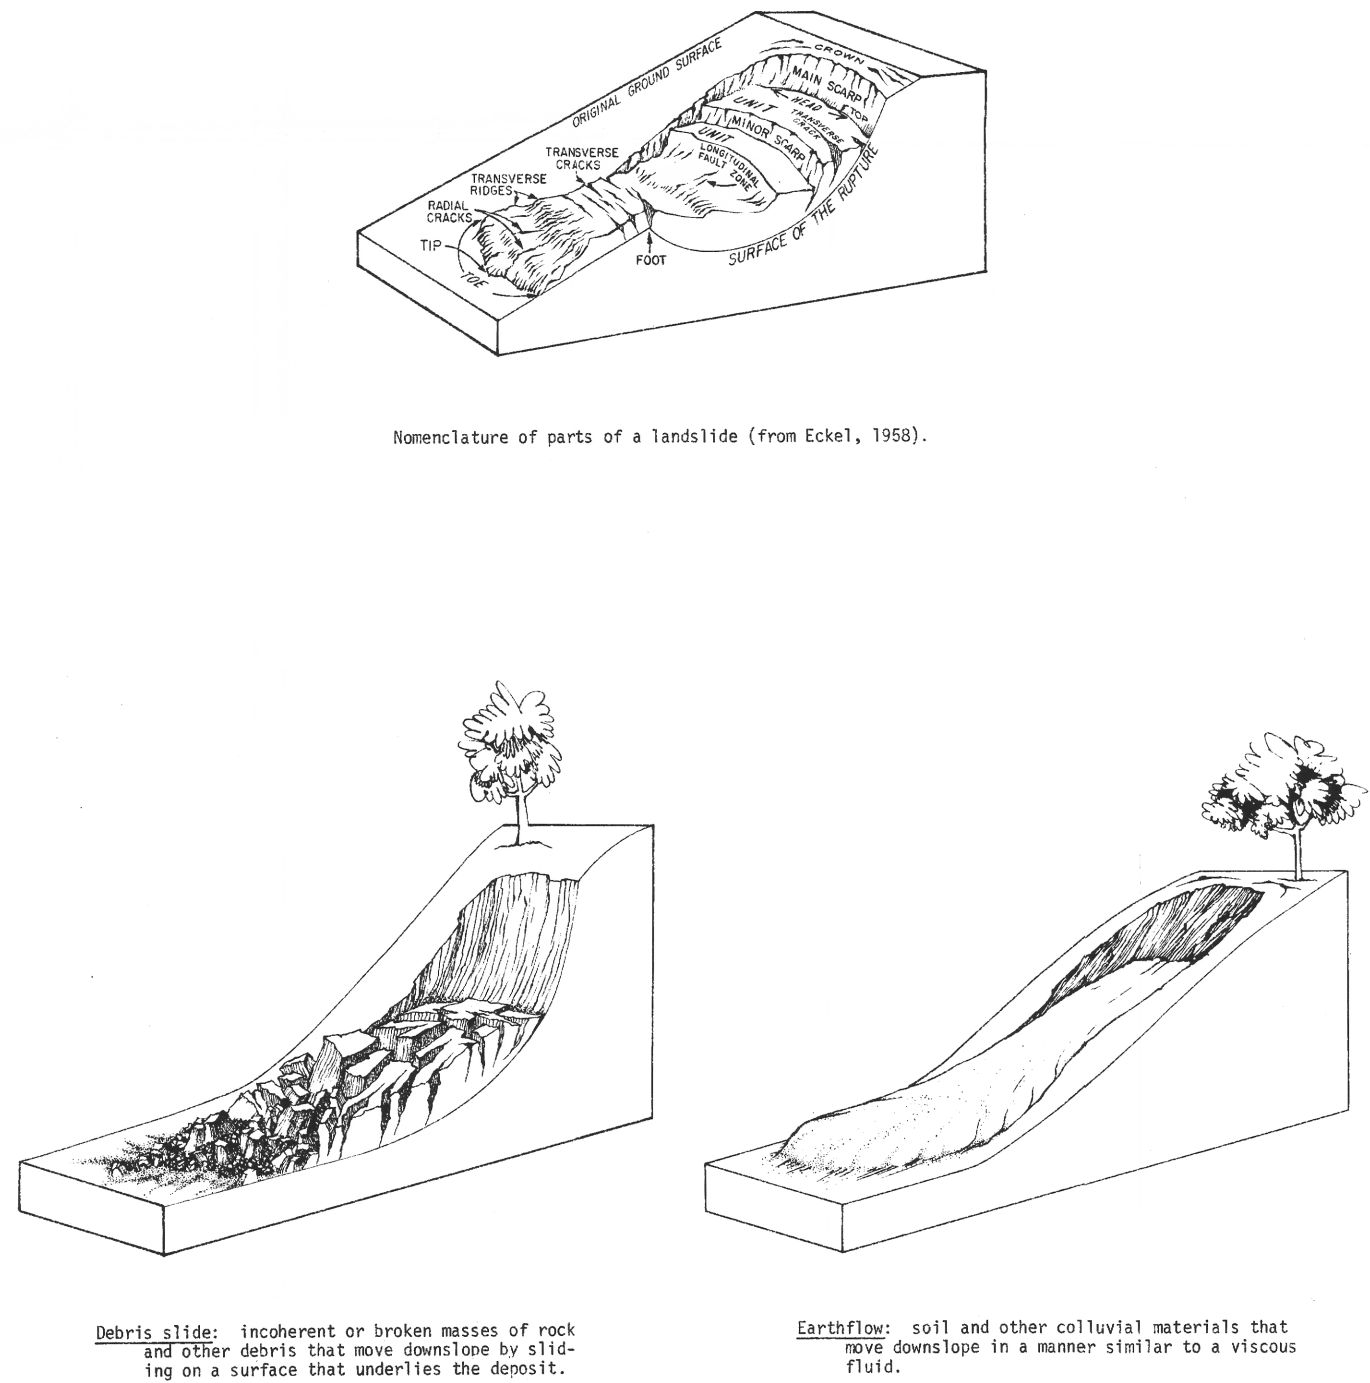 ORIGINAL GROUND SURFACE
CROWN
MAIN SCARP
TOP
HEAD
UNIT
TRANSVERSE
CRACK
MINOR SCARP
UNIT
LONGITUDINAL
FAULT ZONE
TRANSVERSE
CRACKS
TRANSVERSE
RIDGES
RADIAL
CRACKS
TIP
TOE
FOOT
SURFACE OF THE RUPTURE
Nomenclature of parts of a landslide (from Eckel, 1958).
Debris slide: incoherent or broken masses of rock
and other debris that move downslope by slid-
ing on a surface that underlies the deposit.
Earthflow: soil and other colluvial materials that
move downslope in a manner similar to a viscous
fluid.